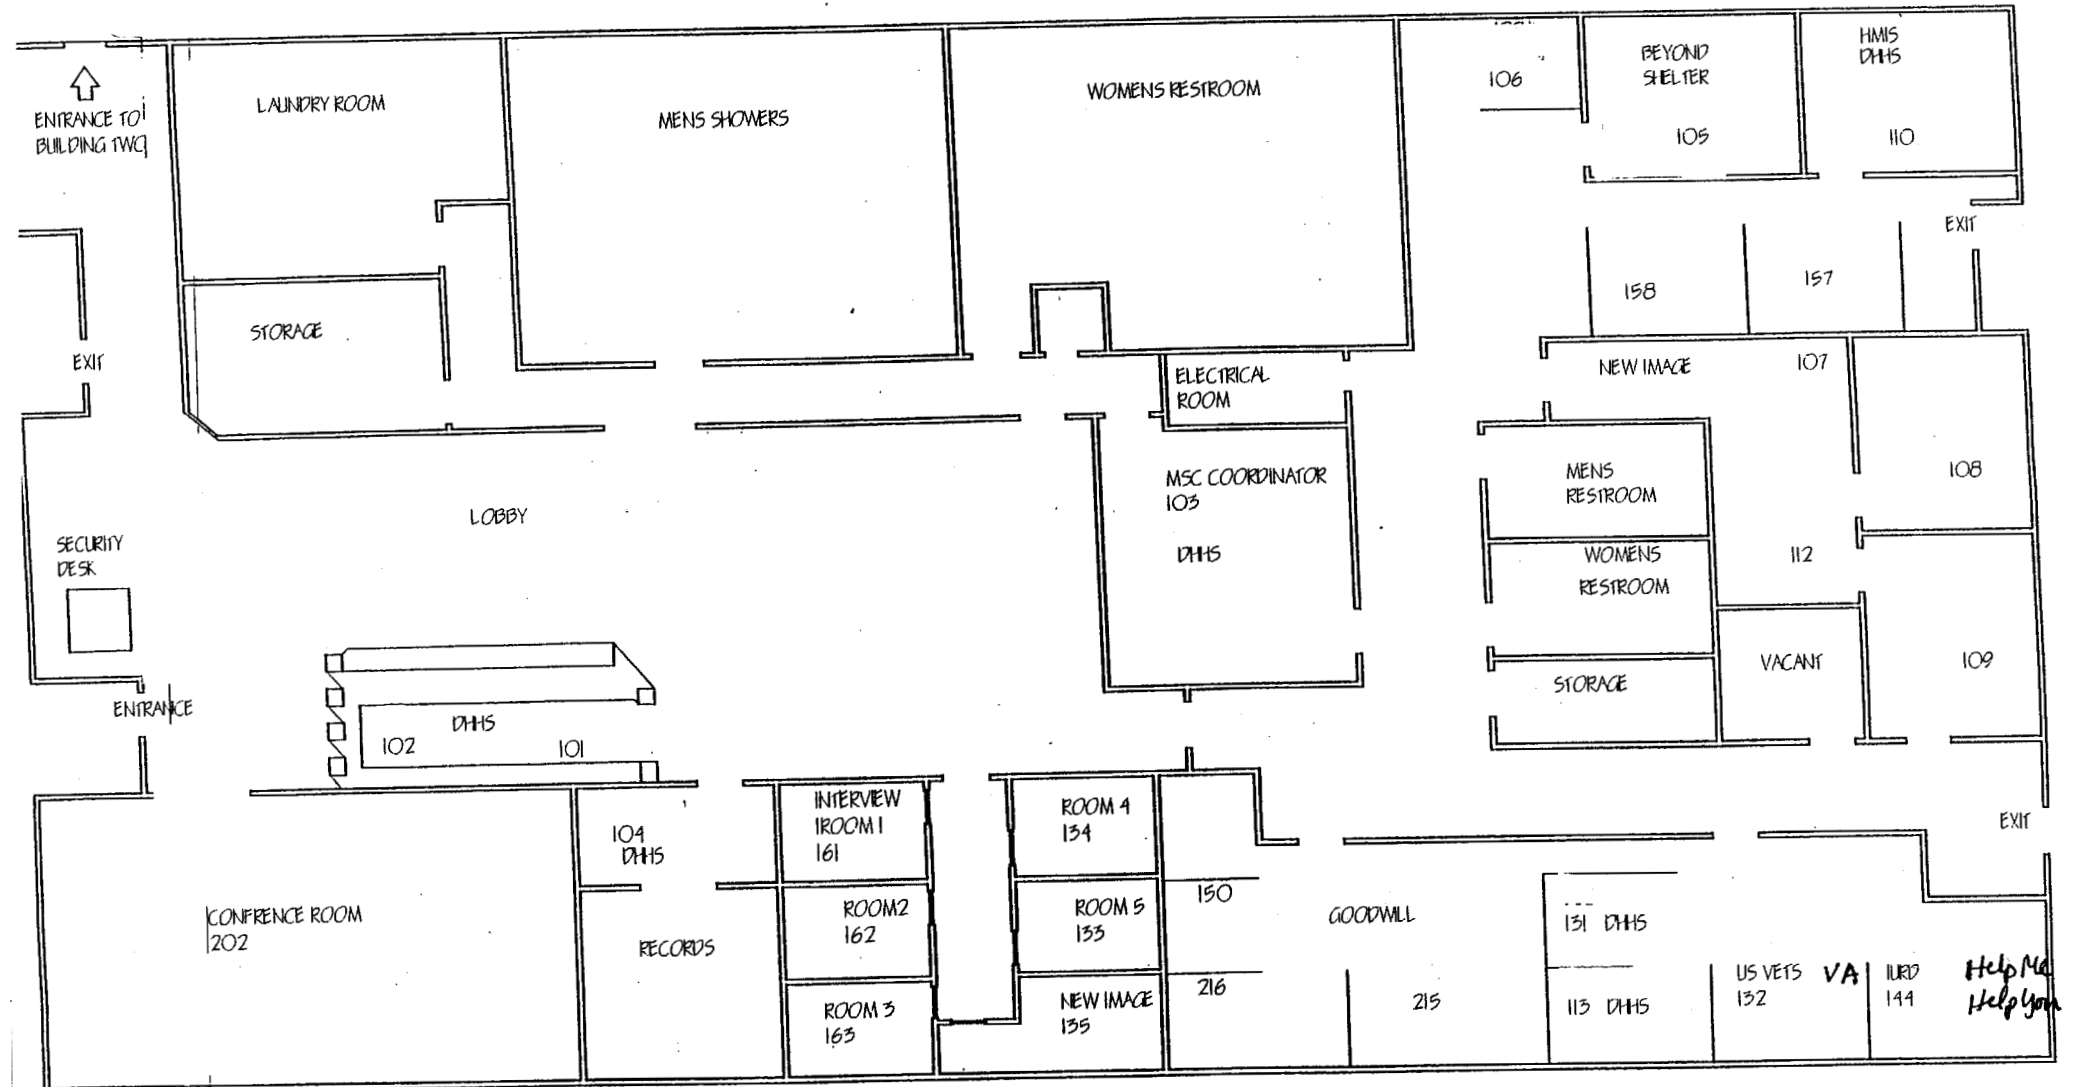 ENTRANCE TO
BUILDING TWO
LAUNDRY ROOM
MENS SHOWERS
WOMENS RESTROOM
106
BEYOND
SHELTER
105
HMIS
DHHS
110
EXIT
158
157
STORAGE
EXIT
ELECTRICAL
ROOM
NEW IMAGE
107
108
MENS
RESTROOM
MSC COORDINATOR
103
DHHS
LOBBY
SECURITY
DESK
WOMENS
RESTROOM
112
VACANT
109
STORAGE
ENTRANCE
DHHS
102
101
INTERVIEW
ROOM 1
161
ROOM 4
134
104
DHHS
EXIT
ROOM2
162
ROOM 5
133
150
GOODWILL
131 DHHS
CONFRENCE ROOM
202
RECORDS
ROOM 3
163
NEW IMAGE
135
216
215
113 DHHS
US VETS VA
132
IURD
144
Help Me
Help You